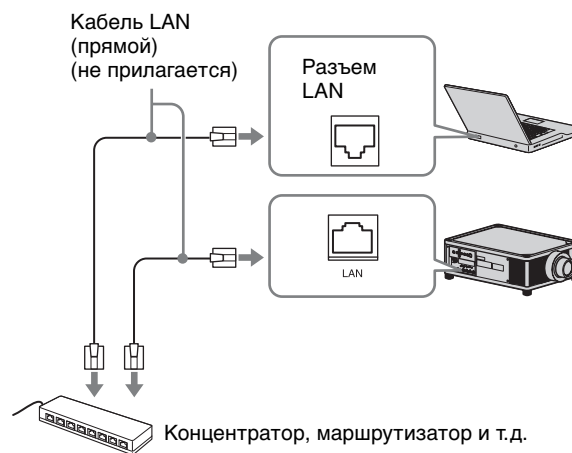 Кабель LAN
(прямой)
(не прилагается)
Разъем
LAN
LAN
Концентратор, маршрутизатор и т.д.